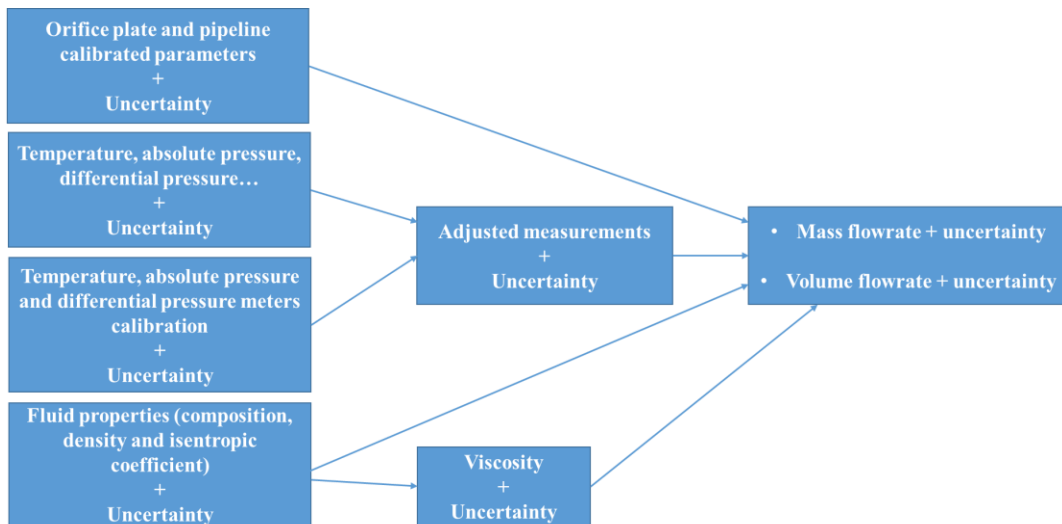 Orifice plate and pipeline
calibrated parameters
+
Uncertainty
Temperature, absolute pressure,
differential pressure…
+
Uncertainty
Temperature, absolute pressure
and differential pressure meters
calibration
+
Uncertainty
Fluid properties (composition,
density and isentropic
coefficient)
+
Uncertainty
Adjusted measurements
+
Uncertainty
Viscosity
+
Uncertainty
• Mass flowrate + uncertainty
• Volume flowrate + uncertainty